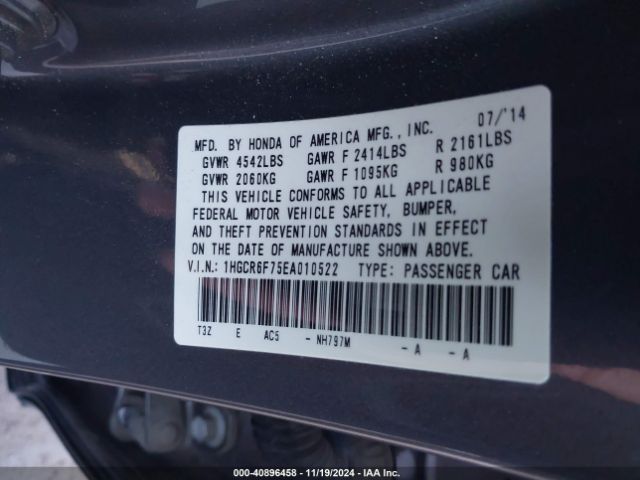 MFD. BY HONDA OF AMERICA MFG., INC. 07/'14
GVWR 4542LBS GAWR F 2414LBS R 2161LBS
GVWR 2060KG GAWR F 1095KG R 980KG
THIS VEHICLE CONFORMS TO ALL APPLICABLE
FEDERAL MOTOR VEHICLE SAFETY, BUMPER,
AND THEFT PREVENTION STANDARDS IN EFFECT
ON THE DATE OF MANUFACTURE SHOWN ABOVE.
V.I.N.: 1HGCR6F75EA010522 TYPE: PASSENGER CAR
T3Z E AC5 - NH797M - A - A
000-40896458 - 11/19/2024 - IAA Inc.